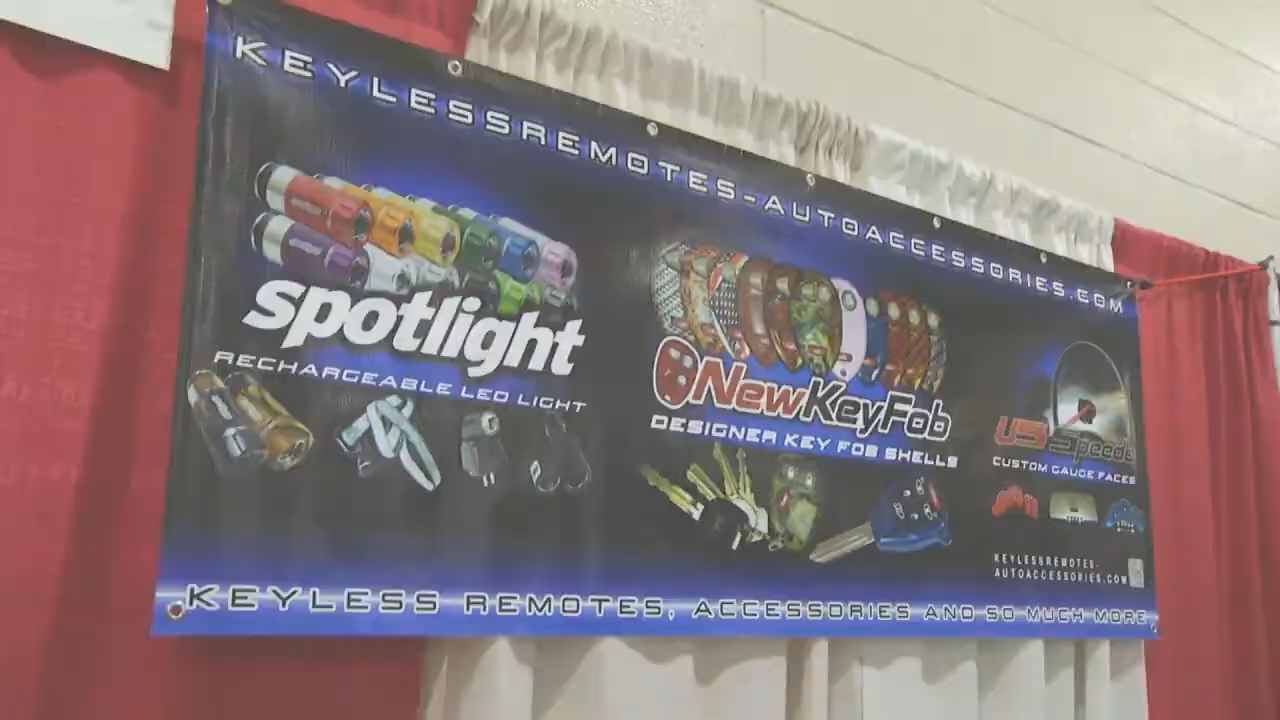 KEYLESSREMOTES-AUTOACCESSORIES.COM
spotlight
RECHARGEABLE LED LIGHT
NewKeyFob
DESIGNER KEY FOB SHELLS
US Speedo
CUSTOM GAUGE FACES
KEYLESSREMOTES-
AUTOACCESSORIES.COM
KEYLESS REMOTES, ACCESSORIES AND SO MUCH MORE